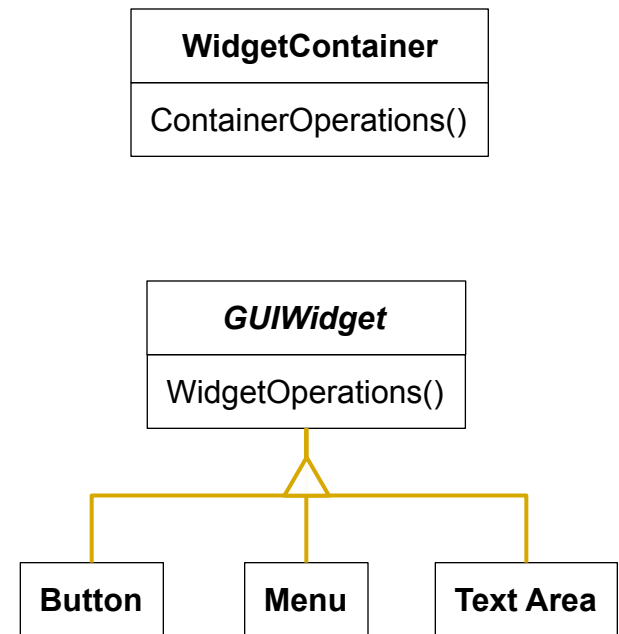 WidgetContainer
ContainerOperations()
GUIWidget
WidgetOperations()
Button
Menu
Text Area